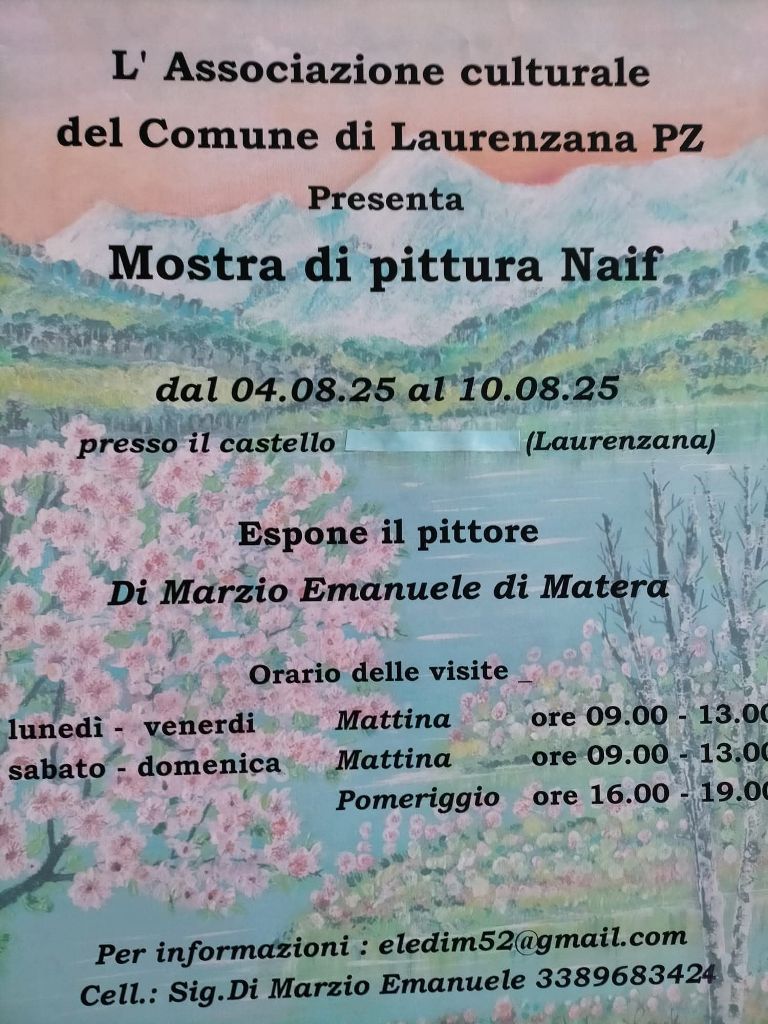 L' Associazione culturale
del Comune di Laurenzana PZ
Presenta
Mostra di pittura Naif
dal 04.08.25 al 10.08.25
presso il castello (Laurenzana)
Espone il pittore
Di Marzio Emanuele di Matera
Orario delle visite _
lunedì - venerdi Mattina ore 09.00 - 13.00
sabato - domenica Mattina ore 09.00 - 13.00
Pomeriggio ore 16.00 - 19.00
Per informazioni : eledim52@gmail.com
Cell.: Sig.Di Marzio Emanuele 3389683424